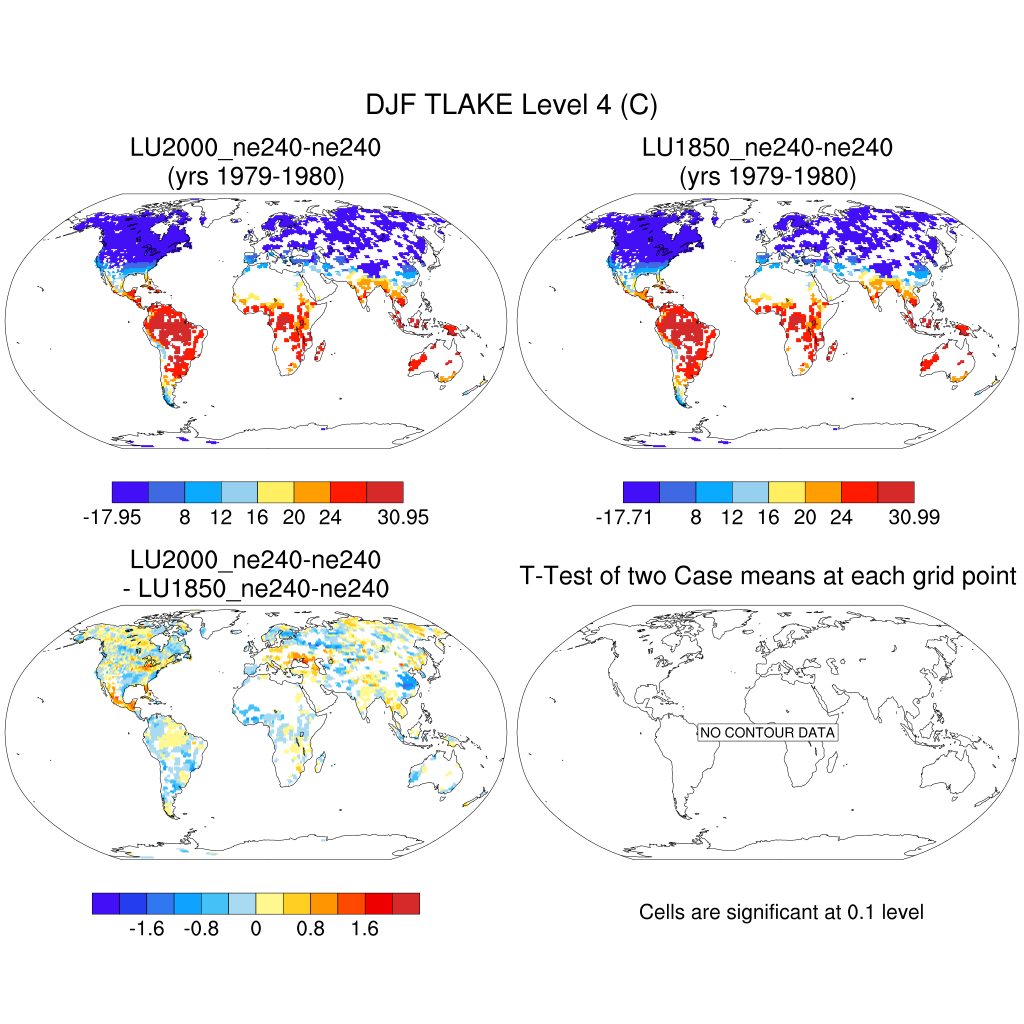 DJF TLAKE Level 4 (C)
LU2000_ne240-ne240
(yrs 1979-1980)
LU1850_ne240-ne240
(yrs 1979-1980)
-17.95 8 12 16 20 24 30.95
-17.71 8 12 16 20 24 30.99
LU2000_ne240-ne240
- LU1850_ne240-ne240
T-Test of two Case means at each grid point
NO CONTOUR DATA
-1.6 -0.8 0 0.8 1.6
Cells are significant at 0.1 level